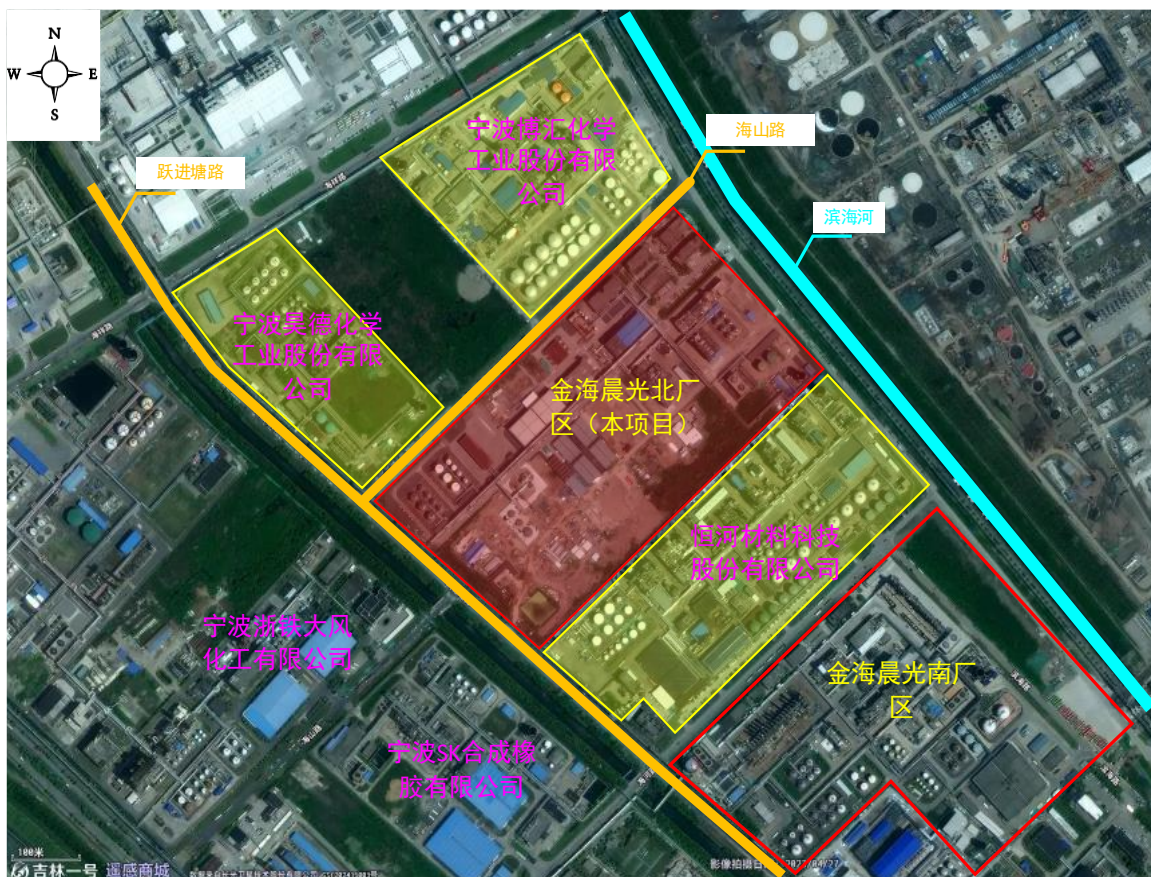 N
W E
S
宁波博汇化学
工业股份有限
公司
海山路
跃进塘路
滨海河
宁波昊德化学
工业股份有限
公司
金海晨光北厂
区（本项目）
恒河材料科技
股份有限公司
宁波浙铁大风
化工有限公司
金海晨光南厂
区
宁波SK合成橡
胶有限公司
滨海路
100米
吉林一号 遥感商城